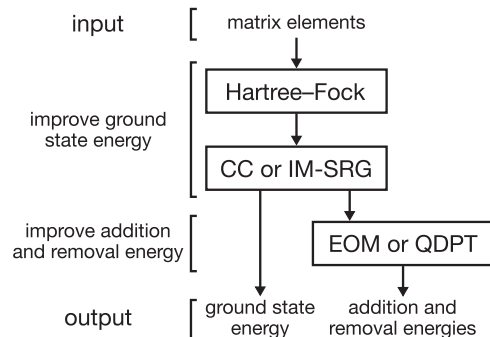 input
matrix elements
Hartree–Fock
improve ground
state energy
CC or IM-SRG
improve addition
and removal energy
EOM or QDPT
output
ground state
energy
addition and
removal energies